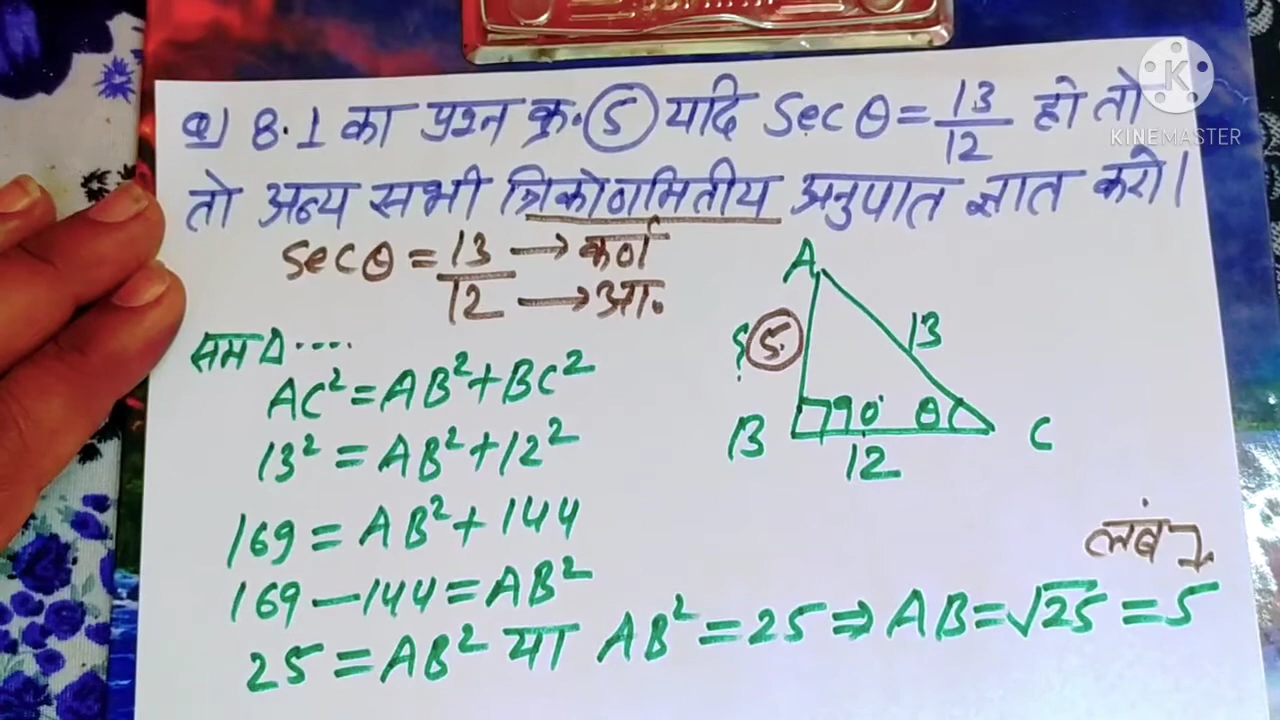 Q) 8.1 का प्रश्न क्र. 5 यदि Sec θ = 13/12 हो तो
तो अन्य सभी त्रिकोणमितीय अनुपात ज्ञात करो।
Sec θ = 13/12 → कर्ण → आ.
समΔ....
AC² = AB² + BC²
13² = AB² + 12²
169 = AB² + 144
169 – 144 = AB²
25 = AB² या AB² = 25 ⇒ AB = √25 = 5
लंब
A
5.
13
B
90°
θ
C
12
K
KINEMASTER